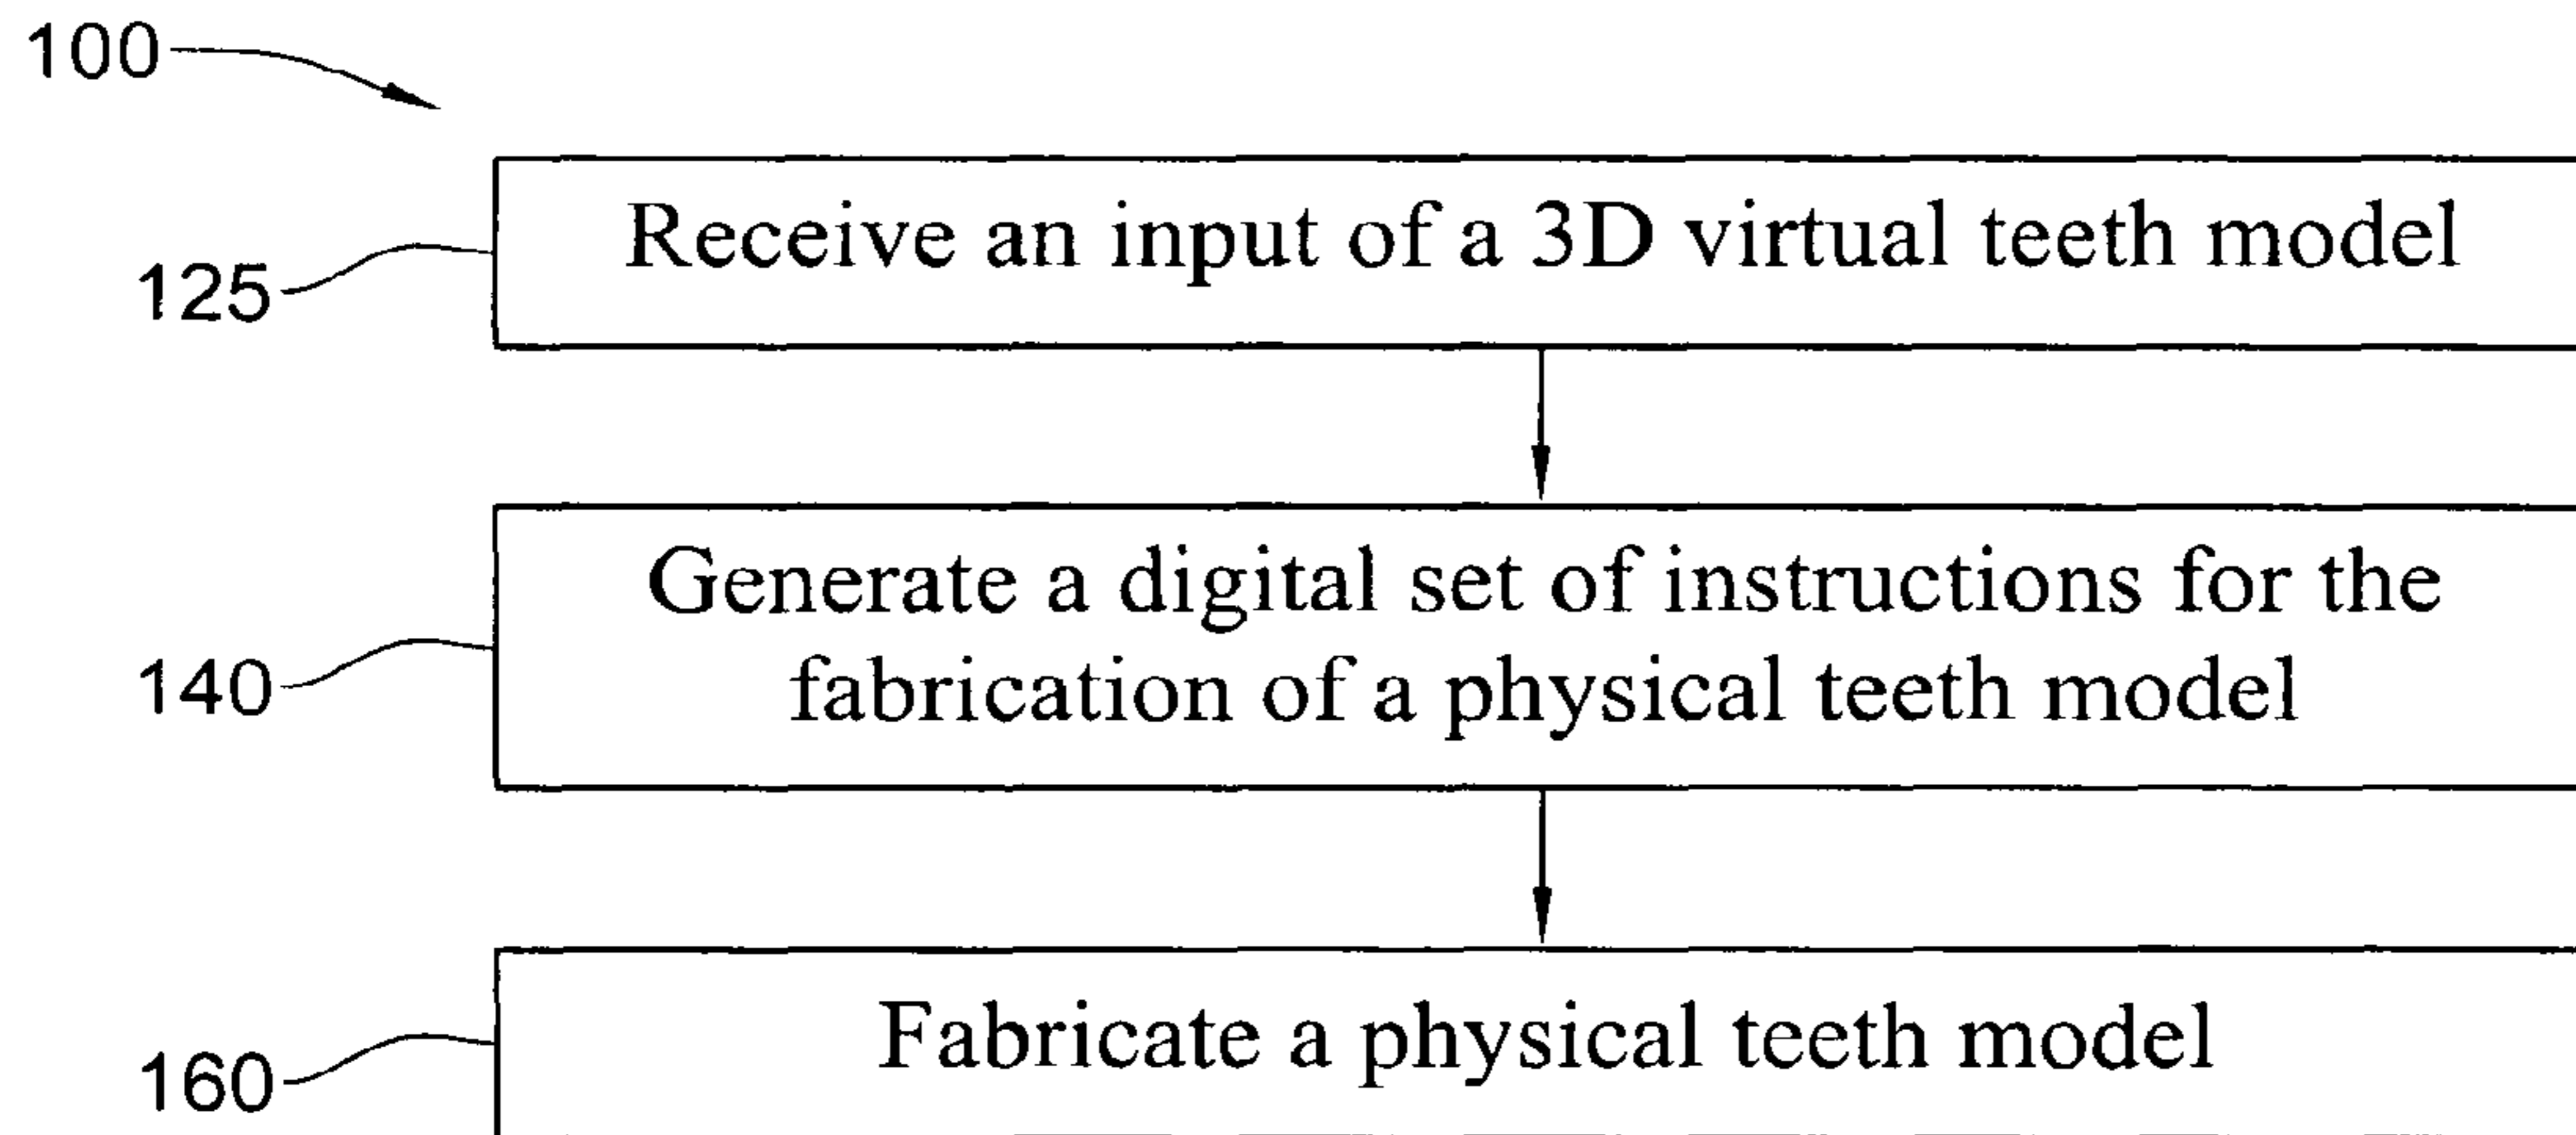 100
125
Receive an input of a 3D virtual teeth model
140
Generate a digital set of instructions for the
fabrication of a physical teeth model
160
Fabricate a physical teeth model